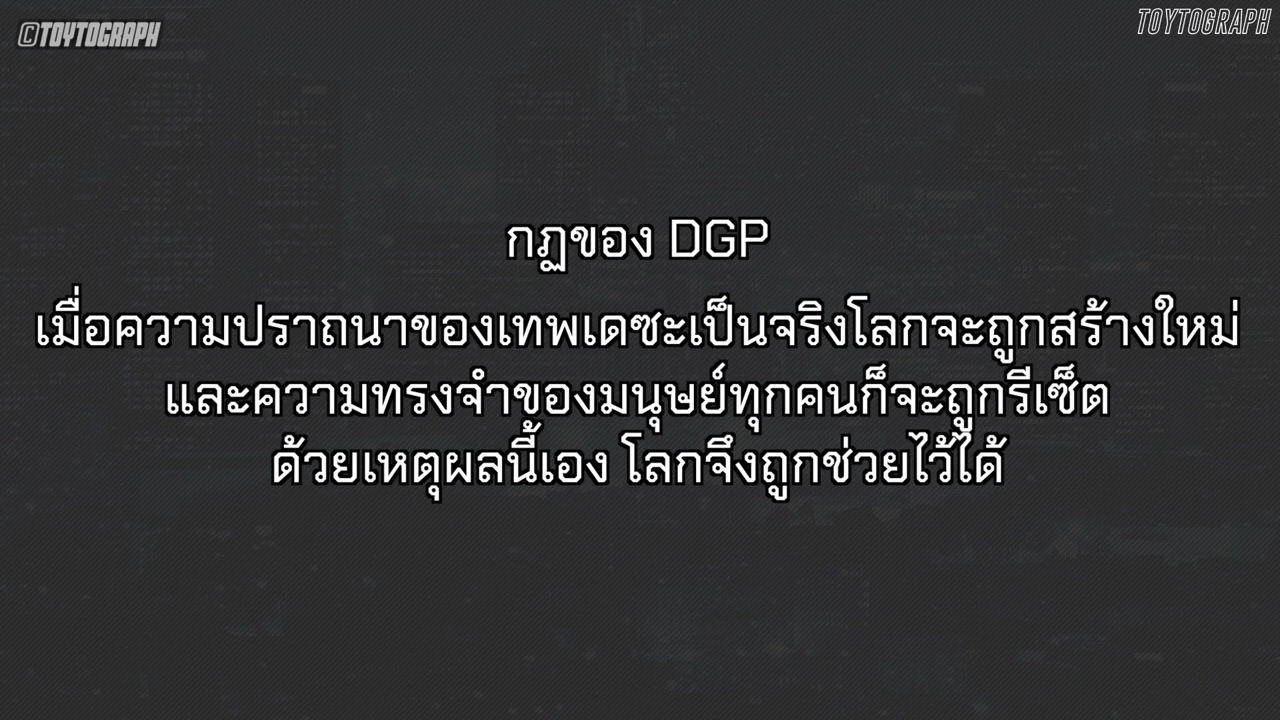 ©TOYTOGRAPH
TOYTOGRAPH
กฏของ DGP
เมื่อความปราถนาของเทพเดซะเป็นจริงโลกจะถูกสร้างใหม่
และความทรงจำของมนุษย์ทุกคนก็จะถูกรีเซ็ต
ด้วยเหตุผลนี้เอง โลกจึงถูกช่วยไว้ได้